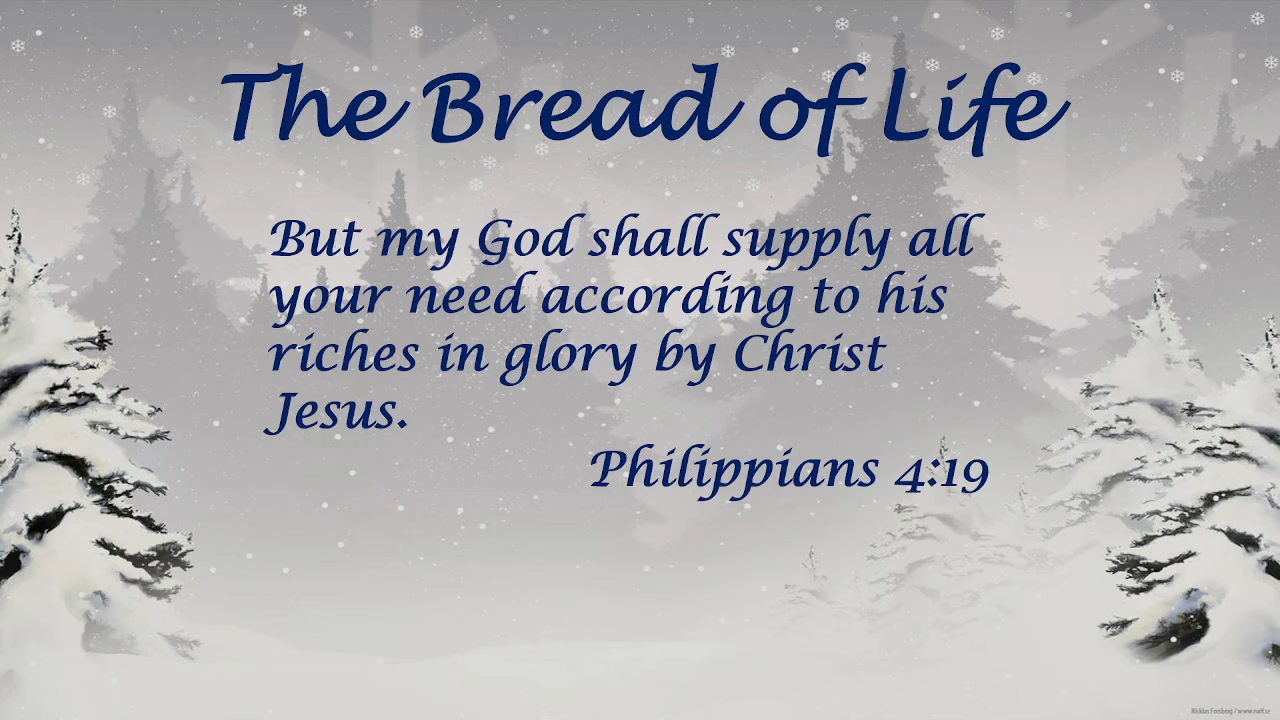 The Bread of Life
But my God shall supply all
your need according to his
riches in glory by Christ
Jesus.
Philippians 4:19